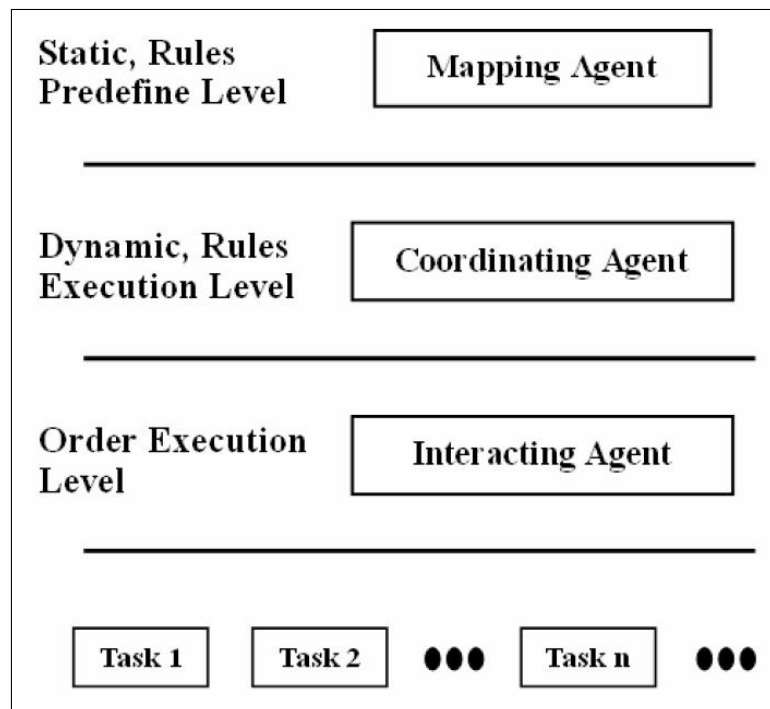 Static, Rules
Predefine Level
Mapping Agent
Dynamic, Rules
Execution Level
Coordinating Agent
Order Execution
Level
Interacting Agent
Task 1
Task 2
Task n